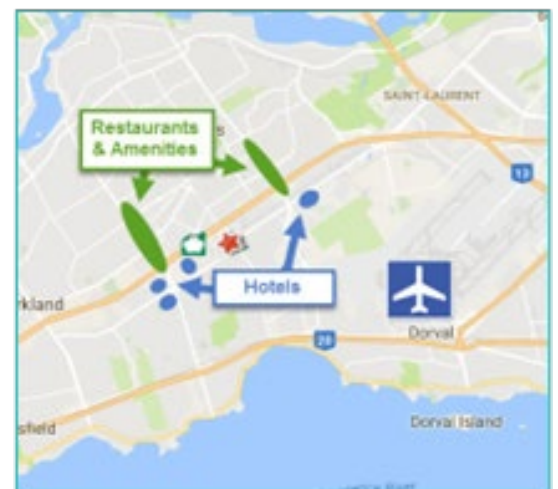 SAINT-LAURENT
Restaurants
& Amenities
s
13
Hotels
rkland
20
Dorval
sfield
Dorval Island